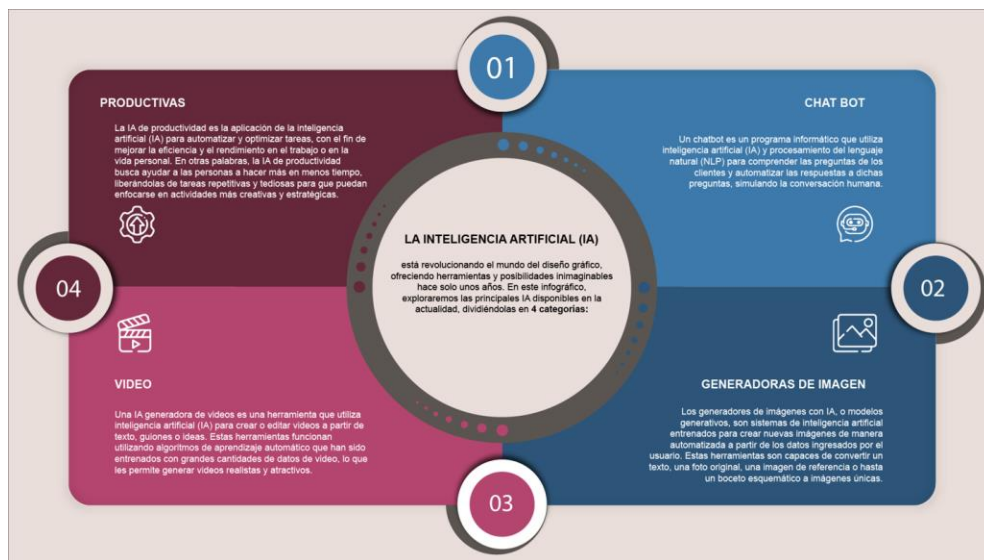 01
PRODUCTIVAS
La IA de productividad es la aplicación de la inteligencia
artificial (IA) para automatizar y optimizar tareas, con el fin de
mejorar la eficiencia y el rendimiento en el trabajo o en la
vida personal. En otras palabras, la IA de productividad
busca ayudar a las personas a hacer más en menos tiempo,
liberándolas de tareas repetitivas y tediosas para que puedan
enfocarse en actividades más creativas y estratégicas.
CHAT BOT
Un chatbot es un programa informático que utiliza
inteligencia artificial (IA) y procesamiento del lenguaje
natural (NLP) para comprender las preguntas de los
clientes y automatizar las respuestas a dichas
preguntas, simulando la conversación humana.
LA INTELIGENCIA ARTIFICIAL (IA)
está revolucionando el mundo del diseño gráfico,
ofreciendo herramientas y posibilidades inimaginables
hace solo unos años. En este infográfico,
exploraremos las principales IA disponibles en la
actualidad, dividiéndolas en 4 categorías:
04
02
VIDEO
Una IA generadora de videos es una herramienta que utiliza
inteligencia artificial (IA) para crear o editar videos a partir de
texto, guiones o ideas. Estas herramientas funcionan
utilizando algoritmos de aprendizaje automático que han sido
entrenados con grandes cantidades de datos de video, lo que
les permite generar videos realistas y atractivos.
GENERADORAS DE IMAGEN
Los generadores de imágenes con IA, o modelos
generativos, son sistemas de inteligencia artificial
entrenados para crear nuevas imágenes de manera
automatizada a partir de los datos ingresados por el
usuario. Estas herramientas son capaces de convertir un
texto, una foto original, una imagen de referencia o hasta
un boceto esquemático a imágenes únicas.
03